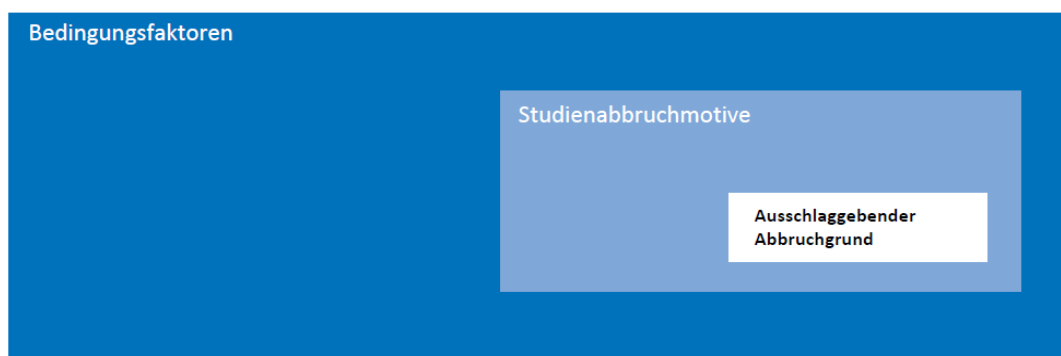 Bedingungsfaktoren
Studienabbruchmotive
Ausschlaggebender
Abbruchgrund